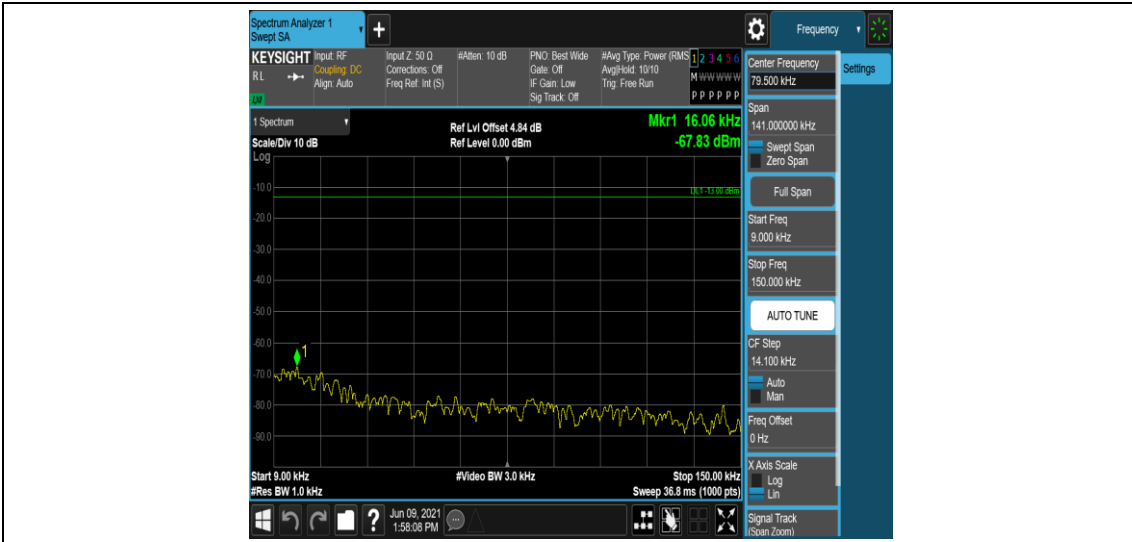 Spectrum Analyzer 1
Swept SA
+
Frequency
KEYSIGHT
RL
LXI
Input: RF
Coupling: DC
Align: Auto
Input Z: 50 Ω
Corrections: Off
Freq Ref: Int (S)
#Atten: 10 dB
PNO: Best Wide
Gate: Off
IF Gain: Low
Sig Track: Off
#Avg Type: Power (RMS
Avg|Hold: 10/10
Trig: Free Run
1 2 3 4 5 6
M W W W W W
P P P P P P
Center Frequency
79.500 kHz
Settings
Span
141.000000 kHz
Swept Span
Zero Span
Full Span
Start Freq
9.000 kHz
Stop Freq
150.000 kHz
AUTO TUNE
CF Step
14.100 kHz
Auto
Man
Freq Offset
0 Hz
X Axis Scale
Log
Lin
Signal Track
(Span Zoom)
1 Spectrum
Scale/Div 10 dB
Log
Ref Lvl Offset 4.84 dB
Ref Level 0.00 dBm
Mkr1 16.06 kHz
-67.83 dBm
DL1 -13.00 dBm
-10.0
-20.0
-30.0
-40.0
-50.0
-60.0
1
-70.0
-80.0
-90.0
Start 9.00 kHz
#Res BW 1.0 kHz
#Video BW 3.0 kHz
Stop 150.00 kHz
Sweep 36.8 ms (1000 pts)
?
Jun 09, 2021
1:58:08 PM